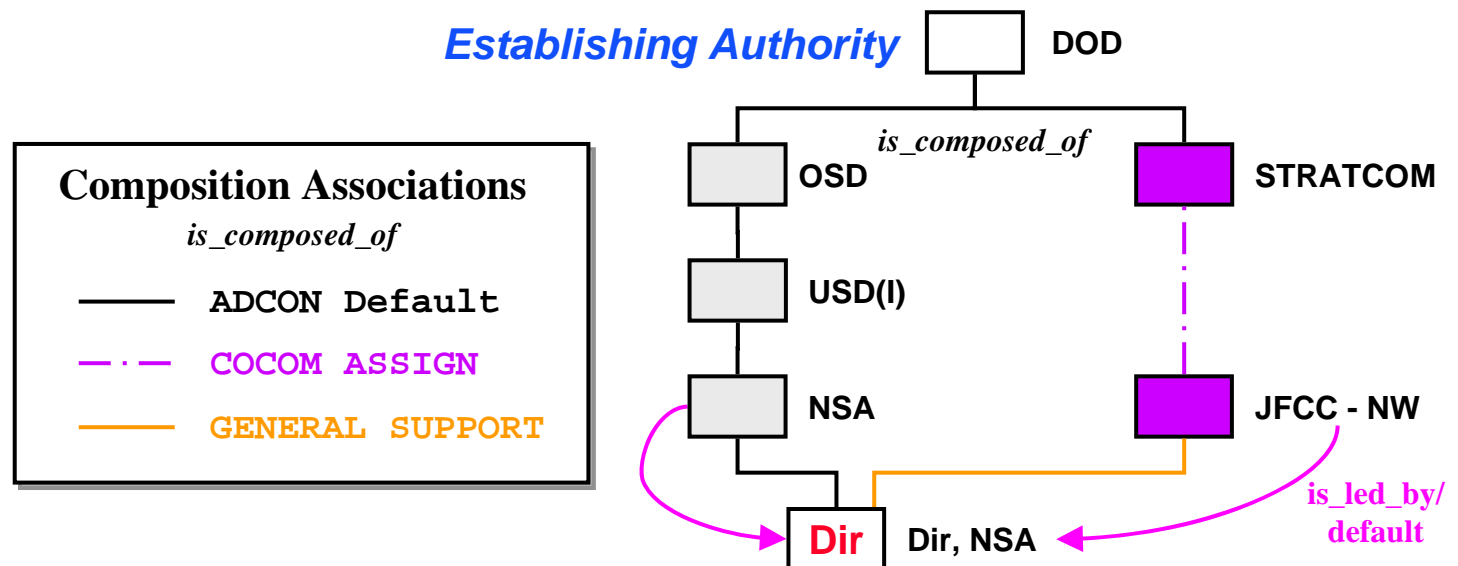 Establishing Authority
DOD
is_composed_of
OSD
STRATCOM
Composition Associations
is_composed_of
ADCON Default
COCOM ASSIGN
GENERAL SUPPORT
USD(I)
NSA
JFCC - NW
is_led_by/
default
Dir
Dir, NSA